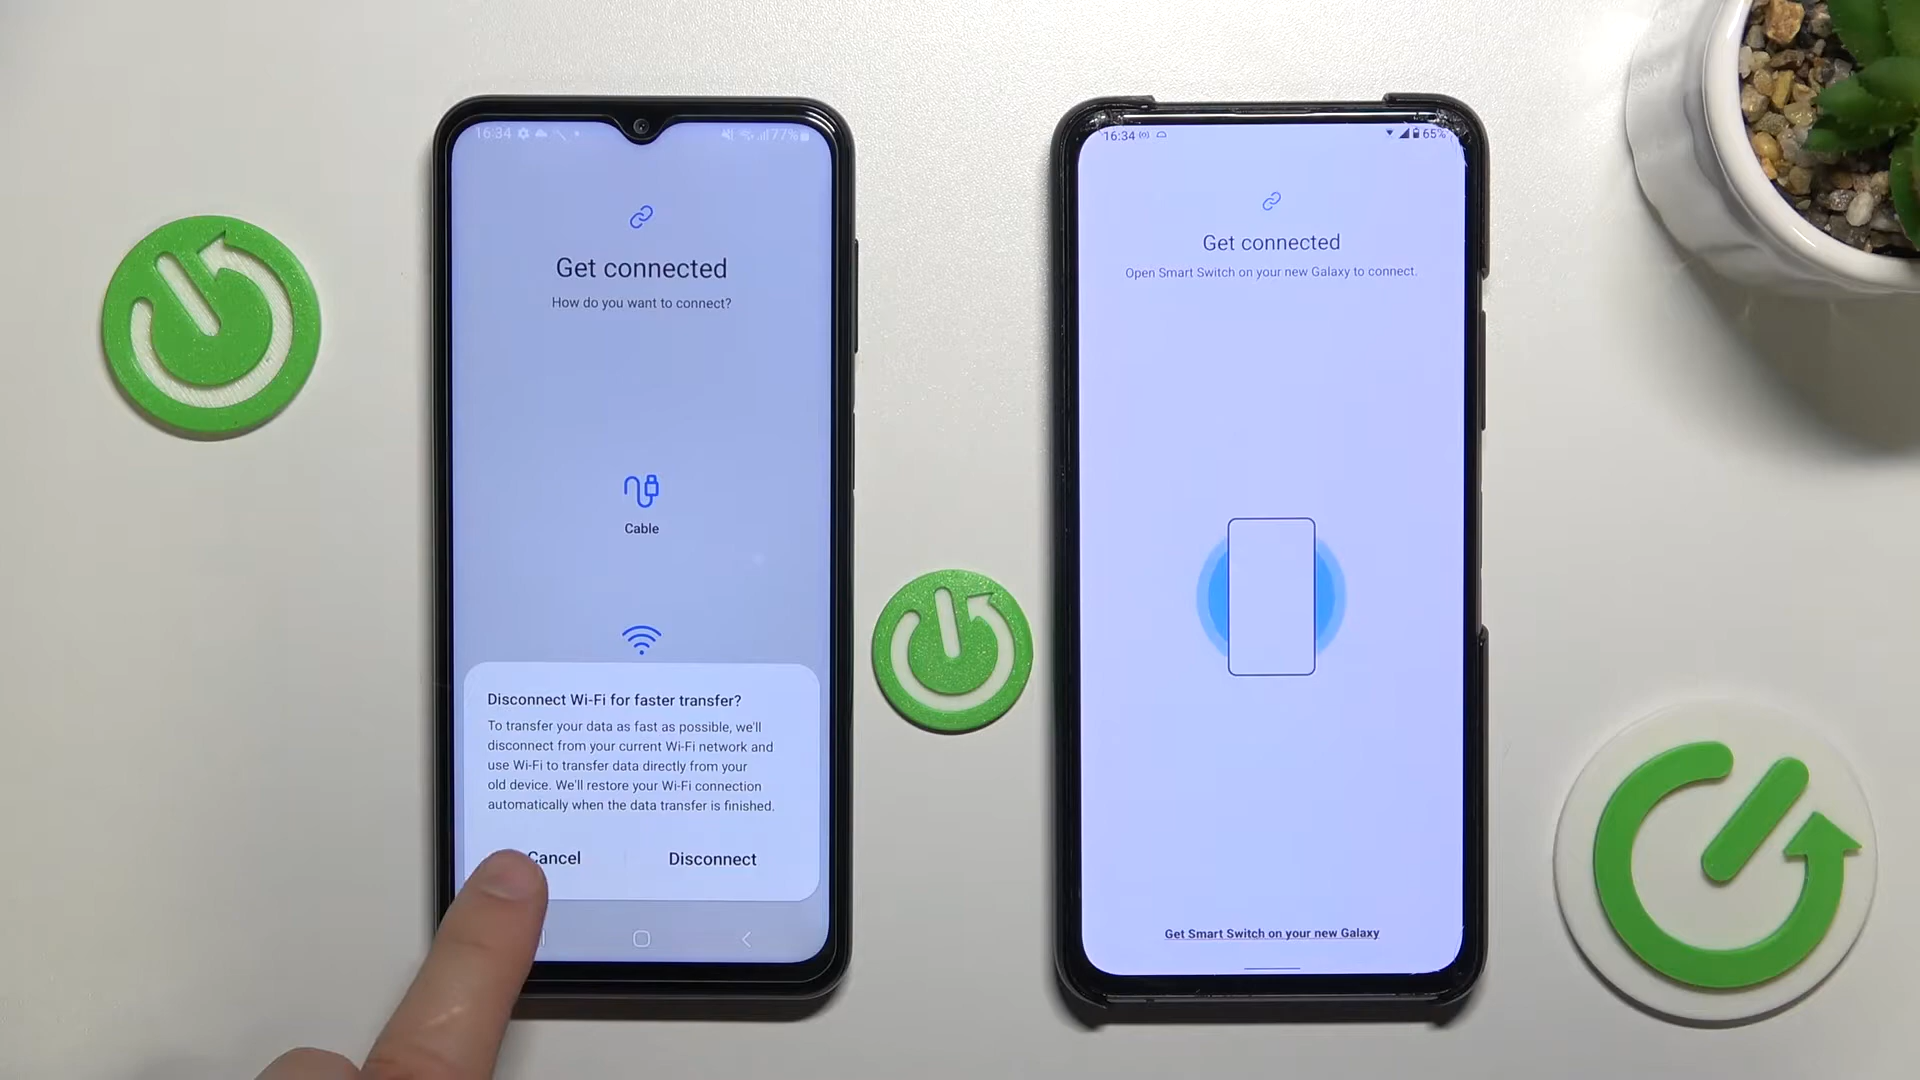 16:34
77%
Get connected
How do you want to connect?
Cable
Disconnect Wi-Fi for faster transfer?
To transfer your data as fast as possible, we'll
disconnect from your current Wi-Fi network and
use Wi-Fi to transfer data directly from your
old device. We'll restore your Wi-Fi connection
automatically when the data transfer is finished.
Cancel
Disconnect
16:34
65%
Get connected
Open Smart Switch on your new Galaxy to connect.
Get Smart Switch on your new Galaxy